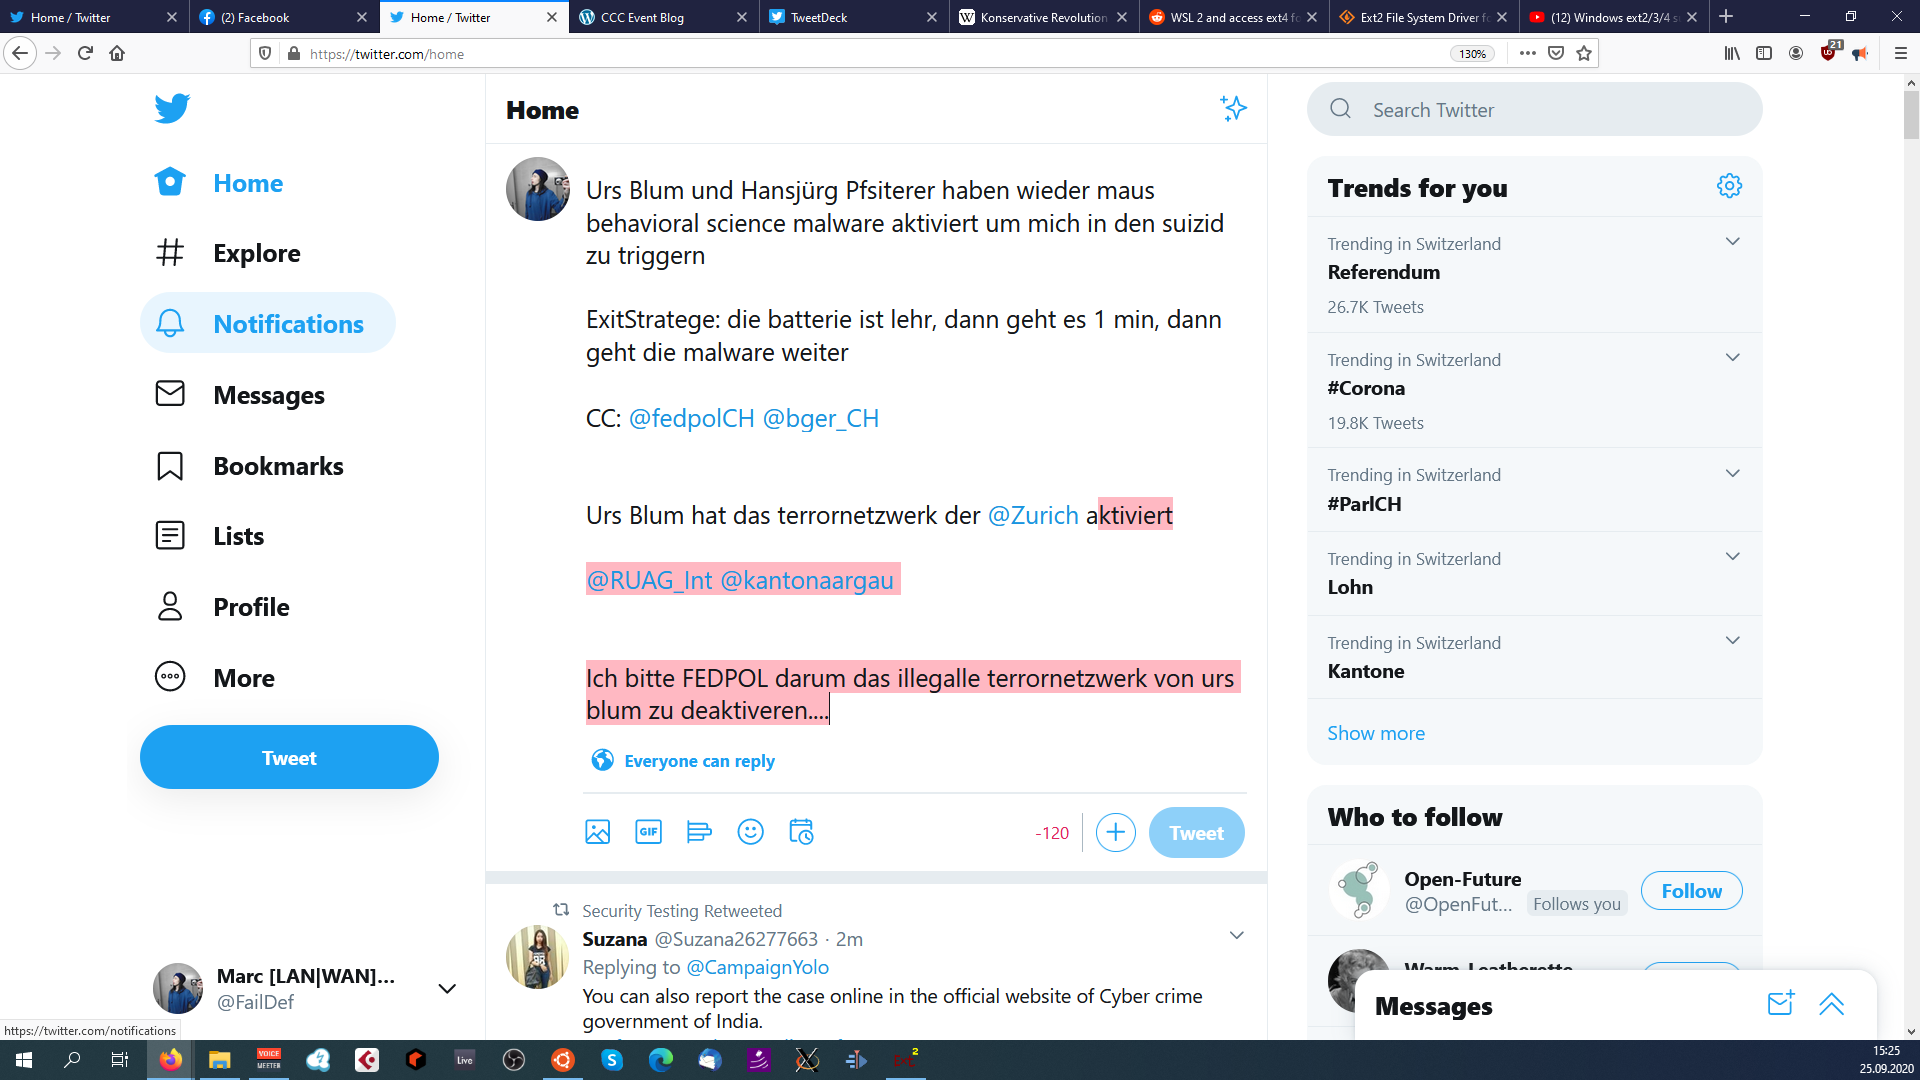 Home / Twitter
(2) Facebook
Home / Twitter
CCC Event Blog
TweetDeck
Konservative Revolution
WSL 2 and access ext4 fo
Ext2 File System Driver fo
(12) Windows ext2/3/4 s
https://twitter.com/home
130%
21
Home
Explore
Notifications
Messages
Bookmarks
Lists
Profile
More
Tweet
Marc [LAN|WAN]...
@FailDef
https://twitter.com/notifications
Home
Urs Blum und Hansjürg Pfsiterer haben wieder maus
behavioral science malware aktiviert um mich in den suizid
zu triggern
ExitStratege: die batterie ist lehr, dann geht es 1 min, dann
geht die malware weiter
CC: @fedpolCH @bger_CH
Urs Blum hat das terrornetzwerk der @Zurich aktiviert
@RUAG_Int @kantonaargau
Ich bitte FEDPOL darum das illegalle terrornetzwerk von urs
blum zu deaktiveren....
Everyone can reply
GIF
-120
Tweet
Security Testing Retweeted
Suzana @Suzana26277663 · 2m
Replying to @CampaignYolo
You can also report the case online in the official website of Cyber crime
government of India.
Search Twitter
Trends for you
Trending in Switzerland
Referendum
26.7K Tweets
Trending in Switzerland
#Corona
19.8K Tweets
Trending in Switzerland
#ParlCH
Trending in Switzerland
Lohn
Trending in Switzerland
Kantone
Show more
Who to follow
Open-Future
@OpenFut... Follows you
Follow
Warm Leatherette
Messages
VOICE
MEETER
Live
15:25
25.09.2020